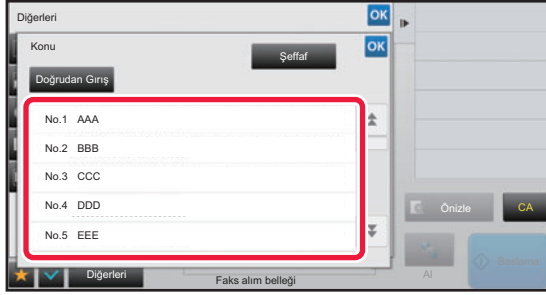 Diğerleri
OK
Konu
Şeffaf
OK
Doğrudan Giriş
No.1 AAA
No.2 BBB
No.3 CCC
No.4 DDD
No.5 EEE
Önizle
CA
Al
Diğerleri
Faks alım belleği